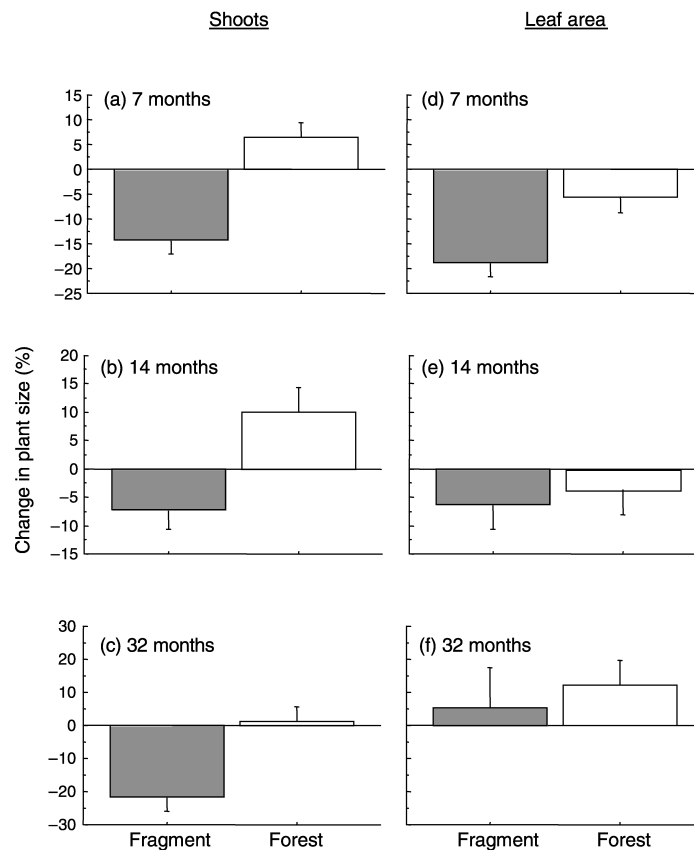 Shoots
Leaf area
Change in plant size (%)
(a) 7 months
15
10
5
0
−5
−10
−15
−20
−25
(d) 7 months
(b) 14 months
20
15
10
5
0
−5
−10
−15
(e) 14 months
(c) 32 months
30
20
10
0
−10
−20
−30
(f) 32 months
Fragment
Forest
Fragment
Forest